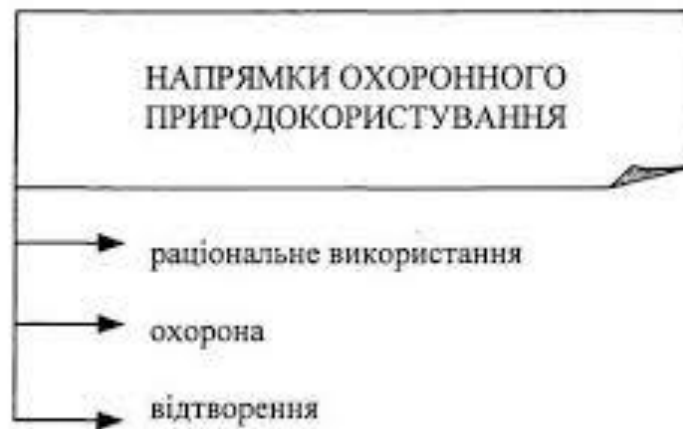 НАПРЯМКИ ОХОРОННОГО
ПРИРОДОКОРИСТУВАННЯ
раціональне використання
охорона
відтворення